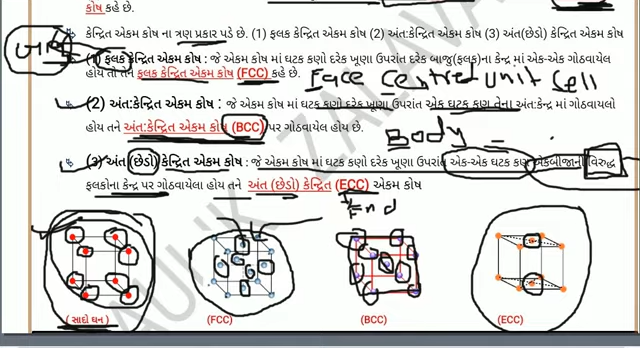 કોષ કહે છે.
કેન્દ્રિત એકમ કોષ ના ત્રણ પ્રકાર પડે છે. (1) ફલક કેન્દ્રિત એકમ કોષ (2) અંત:કેન્દ્રિત એકમ કોષ (3) અંત(છેડો) કેન્દ્રિત એકમ કોષ
(1) ફલક કેન્દ્રિત એકમ કોષ : જે એકમ કોષ માં ઘટક કણો દરેક ખૂણા ઉપરાંત દરેક બાજુ(ફલક)ના કેન્દ્ર માં એક-એક ગોઠવાયેલ
હોય તો તેને ફલક કેન્દ્રિત એકમ કોષ (FCC) કહે છે.
Face Centred Unit Cell
(2) અંત:કેન્દ્રિત એકમ કોષ : જે એકમ કોષ માં ઘટક કણો દરેક ખૂણા ઉપરાંત એક ઘટક કણ તેના અંત:કેન્દ્ર માં ગોઠવાયેલો
હોય તને અંત:કેન્દ્રિત એકમ કોષ (BCC) પર ગોઠવાયેલ હોય છે.
Body
(3) અંત (છેડો) કેન્દ્રિત એકમ કોષ : જે એકમ કોષ માં ઘટક કણો દરેક ખૂણા ઉપરાંત એક-એક ઘટક કણ એકબીજાની વિરુદ્ધ
ફલકોના કેન્દ્ર પર ગોઠવાયેલ હોય તને અંત (છેડો) કેન્દ્રિત (ECC) એકમ કોષ
End
(સાદો ઘન)
(FCC)
(BCC)
(ECC)
ZALAVA